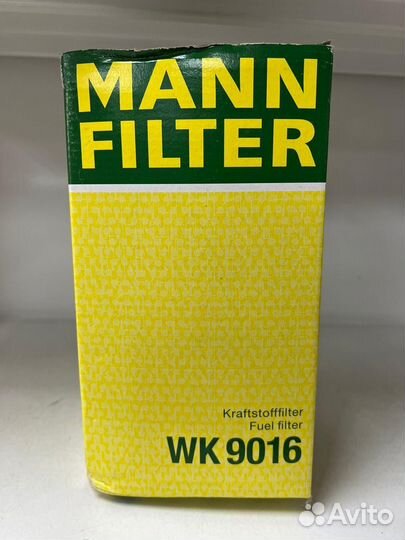 MANN
FILTER
Kraftstofffilter
Fuel filter
WK 9016
Avito